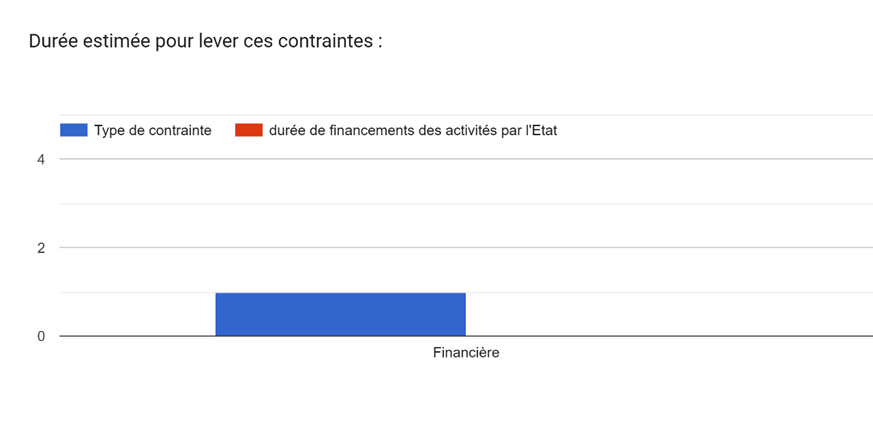 Durée estimée pour lever ces contraintes :
Type de contrainte
durée de financements des activités par l'Etat
4
2
0
Financière